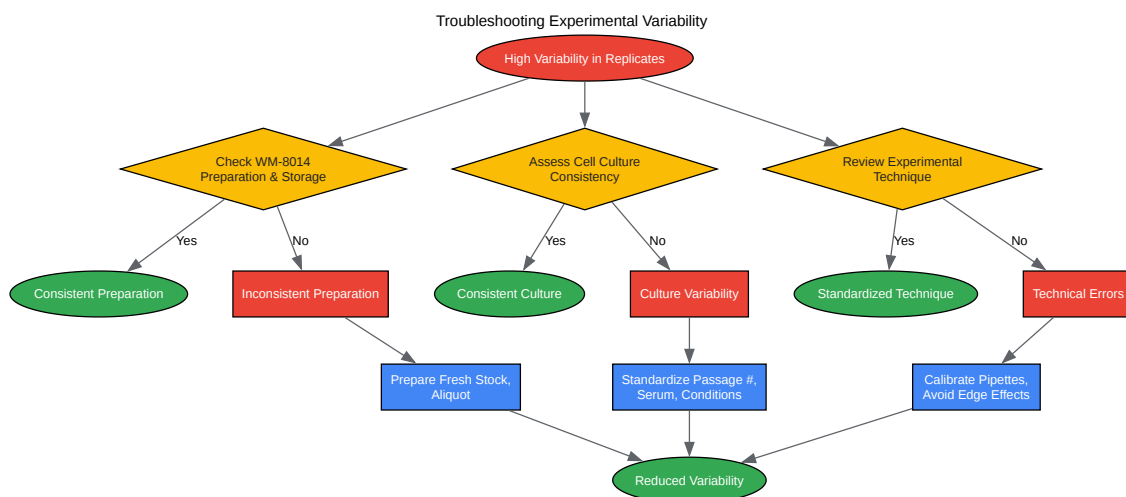 Troubleshooting Experimental Variability
High Variability in Replicates
Check WM-8014
Preparation & Storage
Assess Cell Culture
Consistency
Review Experimental
Technique
Yes
No
Yes
No
Yes
No
Consistent Preparation
Inconsistent Preparation
Consistent Culture
Culture Variability
Standardized Technique
Technical Errors
Prepare Fresh Stock,
Aliquot
Standardize Passage #,
Serum, Conditions
Calibrate Pipettes,
Avoid Edge Effects
Reduced Variability